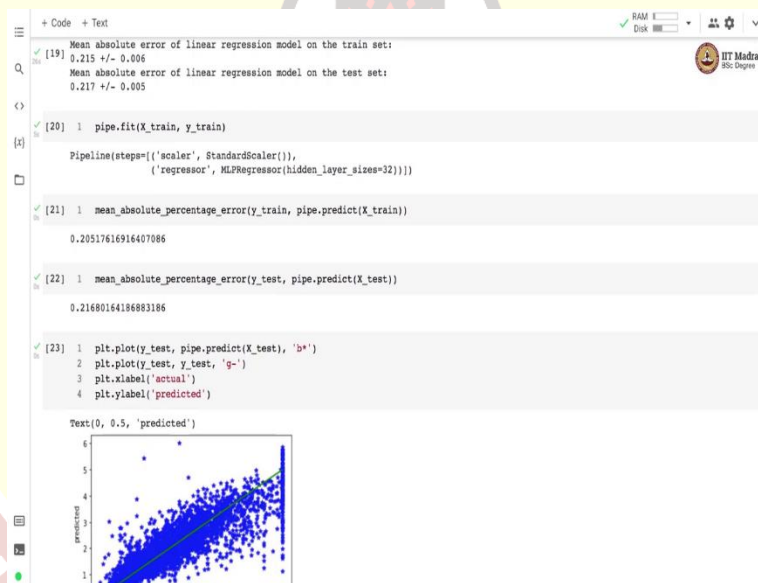 + Code + Text
RAM
Disk
[19] Mean absolute error of linear regression model on the train set:
0.215 +/- 0.006
Mean absolute error of linear regression model on the test set:
0.217 +/- 0.005
IIT Madra
BSc Degree
[20] 1 pipe.fit(X_train, y_train)
Pipeline(steps=[('scaler', StandardScaler()),
('regressor', MLPRegressor(hidden_layer_sizes=32))])
[21] 1 mean_absolute_percentage_error(y_train, pipe.predict(X_train))
0.20517616916407086
[22] 1 mean_absolute_percentage_error(y_test, pipe.predict(X_test))
0.21680164186883186
[23] 1 plt.plot(y_test, pipe.predict(X_test), 'b*')
2 plt.plot(y_test, y_test, 'g-')
3 plt.xlabel('actual')
4 plt.ylabel('predicted')
Text(0, 0.5, 'predicted')
6
5
4
3
2
1
predicted